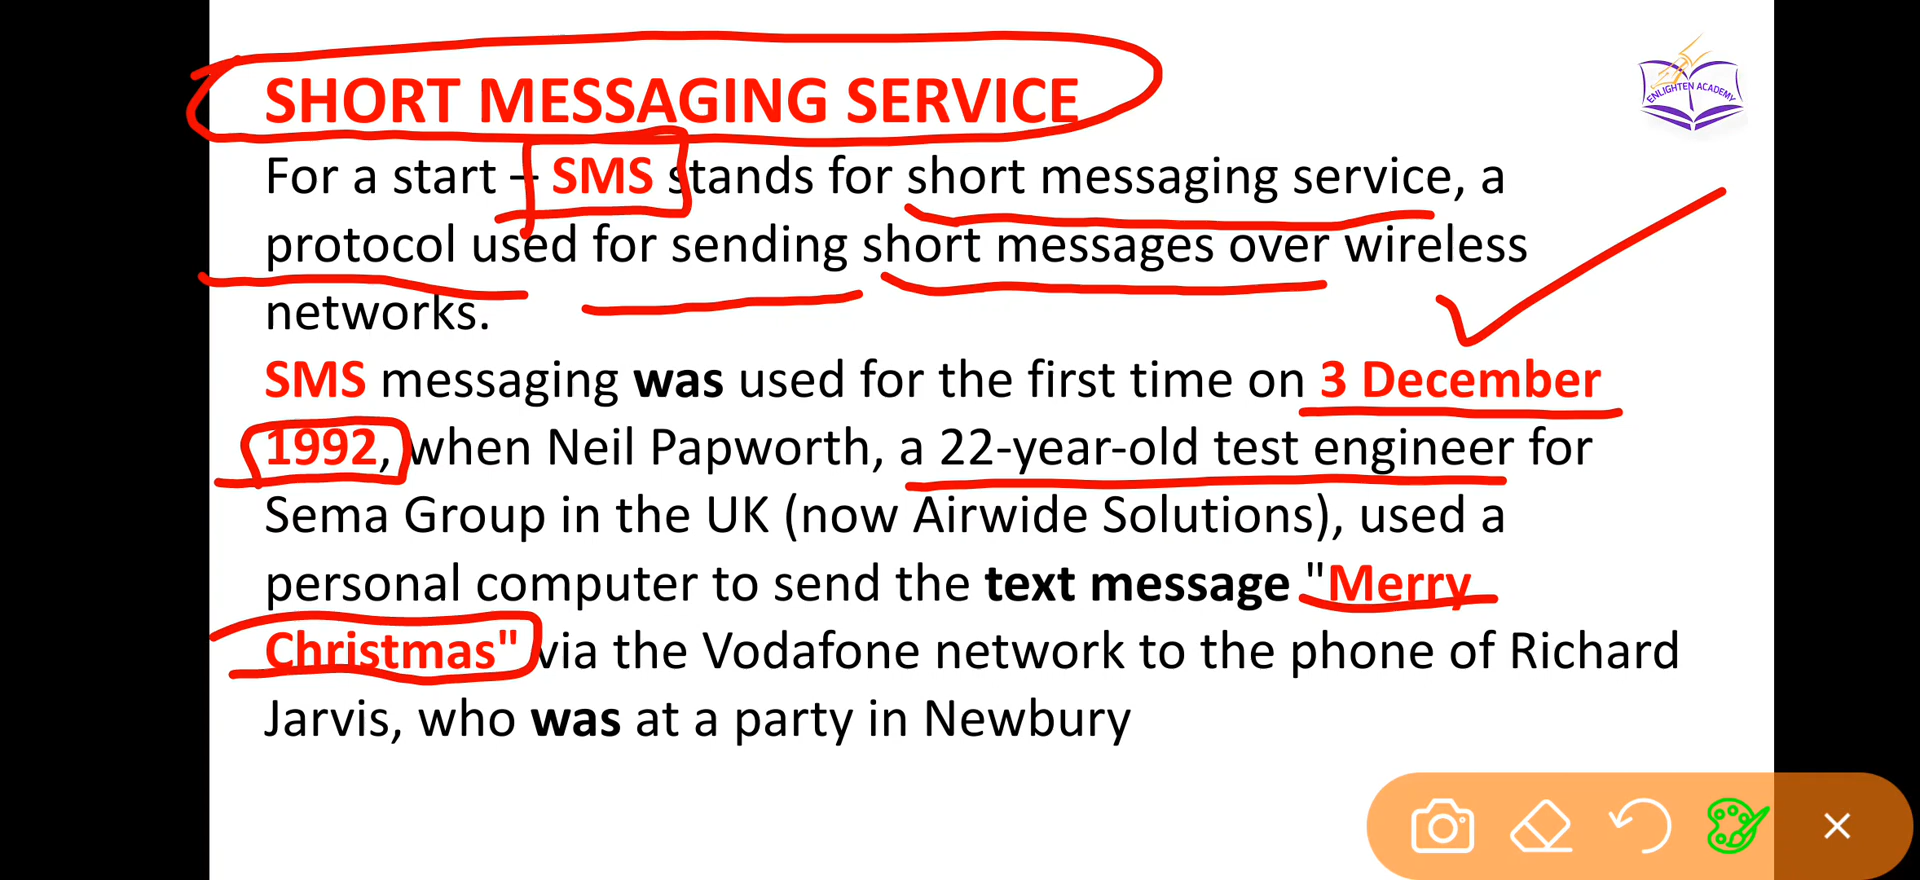 SHORT MESSAGING SERVICE
ENLIGHTEN ACADEMY
For a start – SMS stands for short messaging service, a
protocol used for sending short messages over wireless
networks.
SMS messaging was used for the first time on 3 December
1992, when Neil Papworth, a 22-year-old test engineer for
Sema Group in the UK (now Airwide Solutions), used a
personal computer to send the text message "Merry
Christmas" via the Vodafone network to the phone of Richard
Jarvis, who was at a party in Newbury